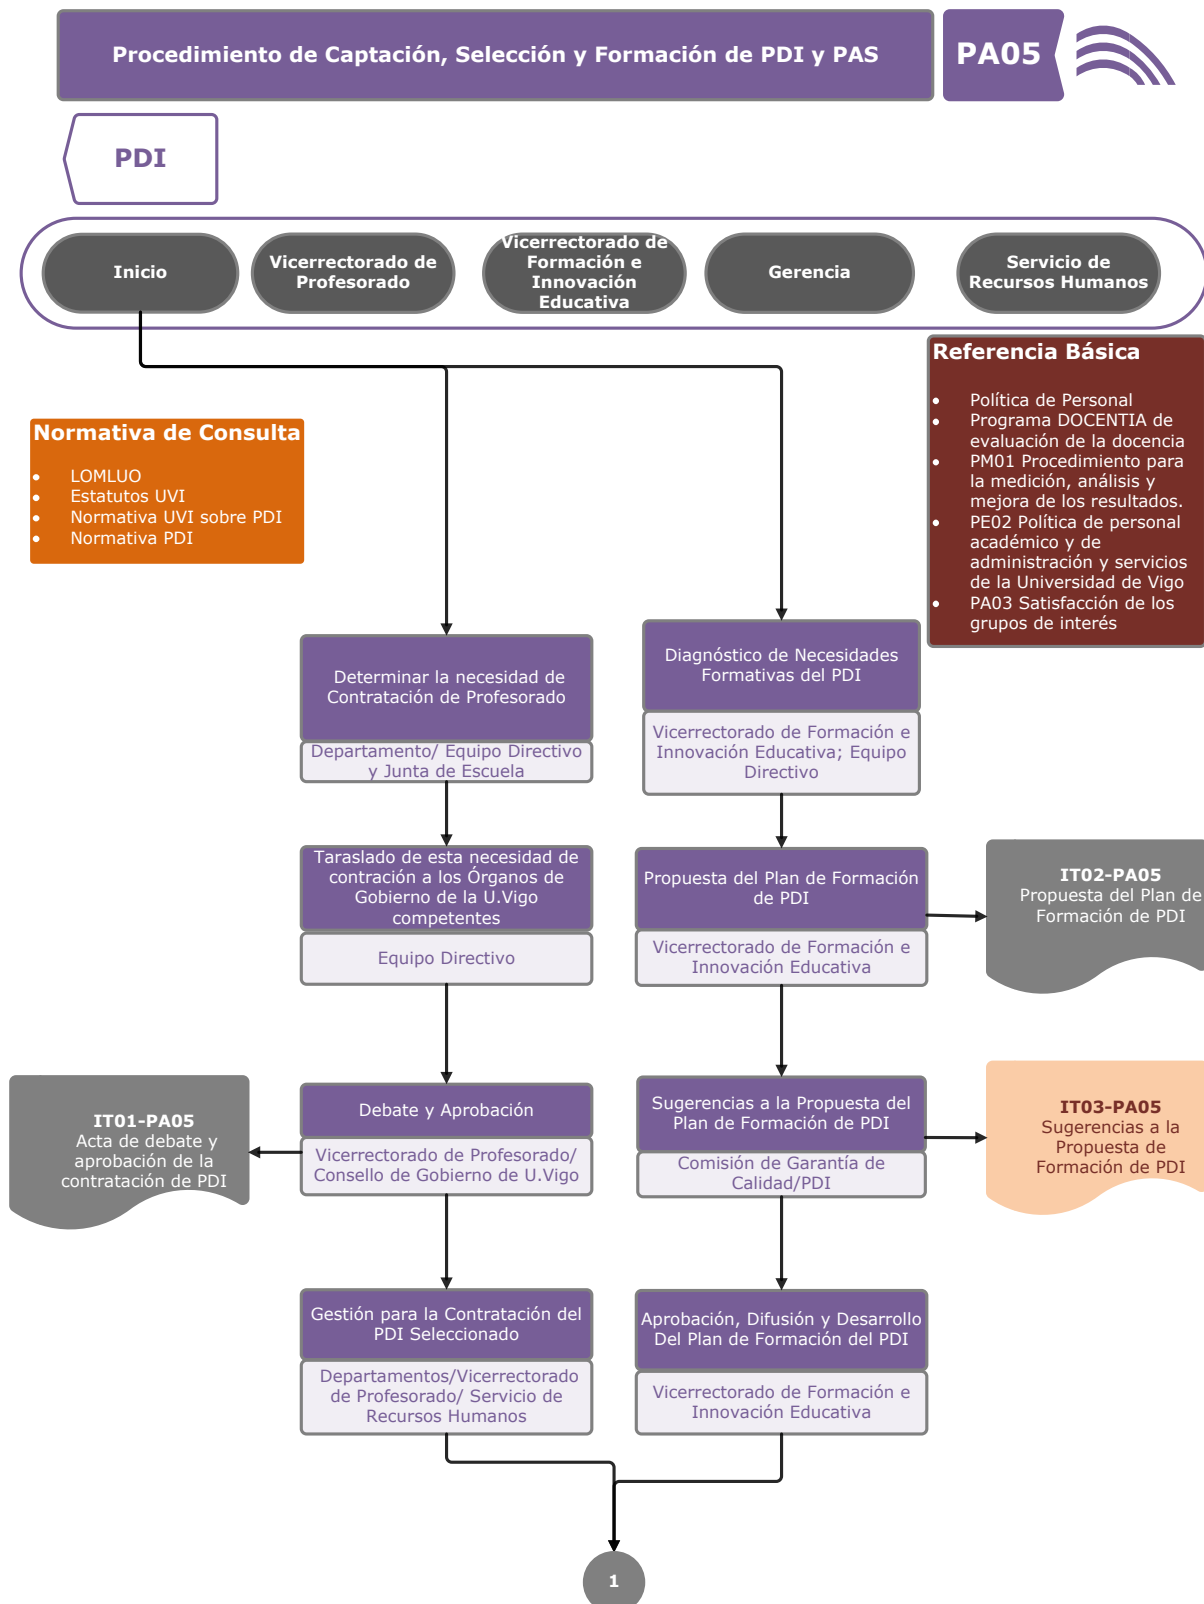 Procedimiento de Captación, Selección y Formación de PDI y PAS
PA05
PDI
Inicio
Vicerrectorado de
Profesorado
Vicerrectorado de
Formación e
Innovación
Educativa
Gerencia
Servicio de
Recursos Humanos
Referencia Básica
• Política de Personal
• Programa DOCENTIA de
evaluación de la docencia
• PM01 Procedimiento para
la medición, análisis y
mejora de los resultados.
• PE02 Política de personal
académico y de
administración y servicios
de la Universidad de Vigo
• PA03 Satisfacción de los
grupos de interés
Normativa de Consulta
• LOMLUO
• Estatutos UVI
• Normativa UVI sobre PDI
• Normativa PDI
Determinar la necesidad de
Contratación de Profesorado
Departamento/ Equipo Directivo
y Junta de Escuela
Diagnóstico de Necesidades
Formativas del PDI
Vicerrectorado de Formación e
Innovación Educativa; Equipo
Directivo
Taraslado de esta necesidad de
contración a los Órganos de
Gobierno de la U.Vigo
competentes
Equipo Directivo
Propuesta del Plan de Formación
de PDI
Vicerrectorado de Formación e
Innovación Educativa
IT02-PA05
Propuesta del Plan de
Formación de PDI
IT01-PA05
Acta de debate y
aprobación de la
contratación de PDI
Debate y Aprobación
Vicerrectorado de Profesorado/
Consello de Gobierno de U.Vigo
Sugerencias a la Propuesta del
Plan de Formación de PDI
Comisión de Garantía de
Calidad/PDI
IT03-PA05
Sugerencias a la
Propuesta de
Formación de PDI
Gestión para la Contratación del
PDI Seleccionado
Departamentos/Vicerrectorado
de Profesorado/ Servicio de
Recursos Humanos
Aprobación, Difusión y Desarrollo
Del Plan de Formación del PDI
Vicerrectorado de Formación e
Innovación Educativa
1